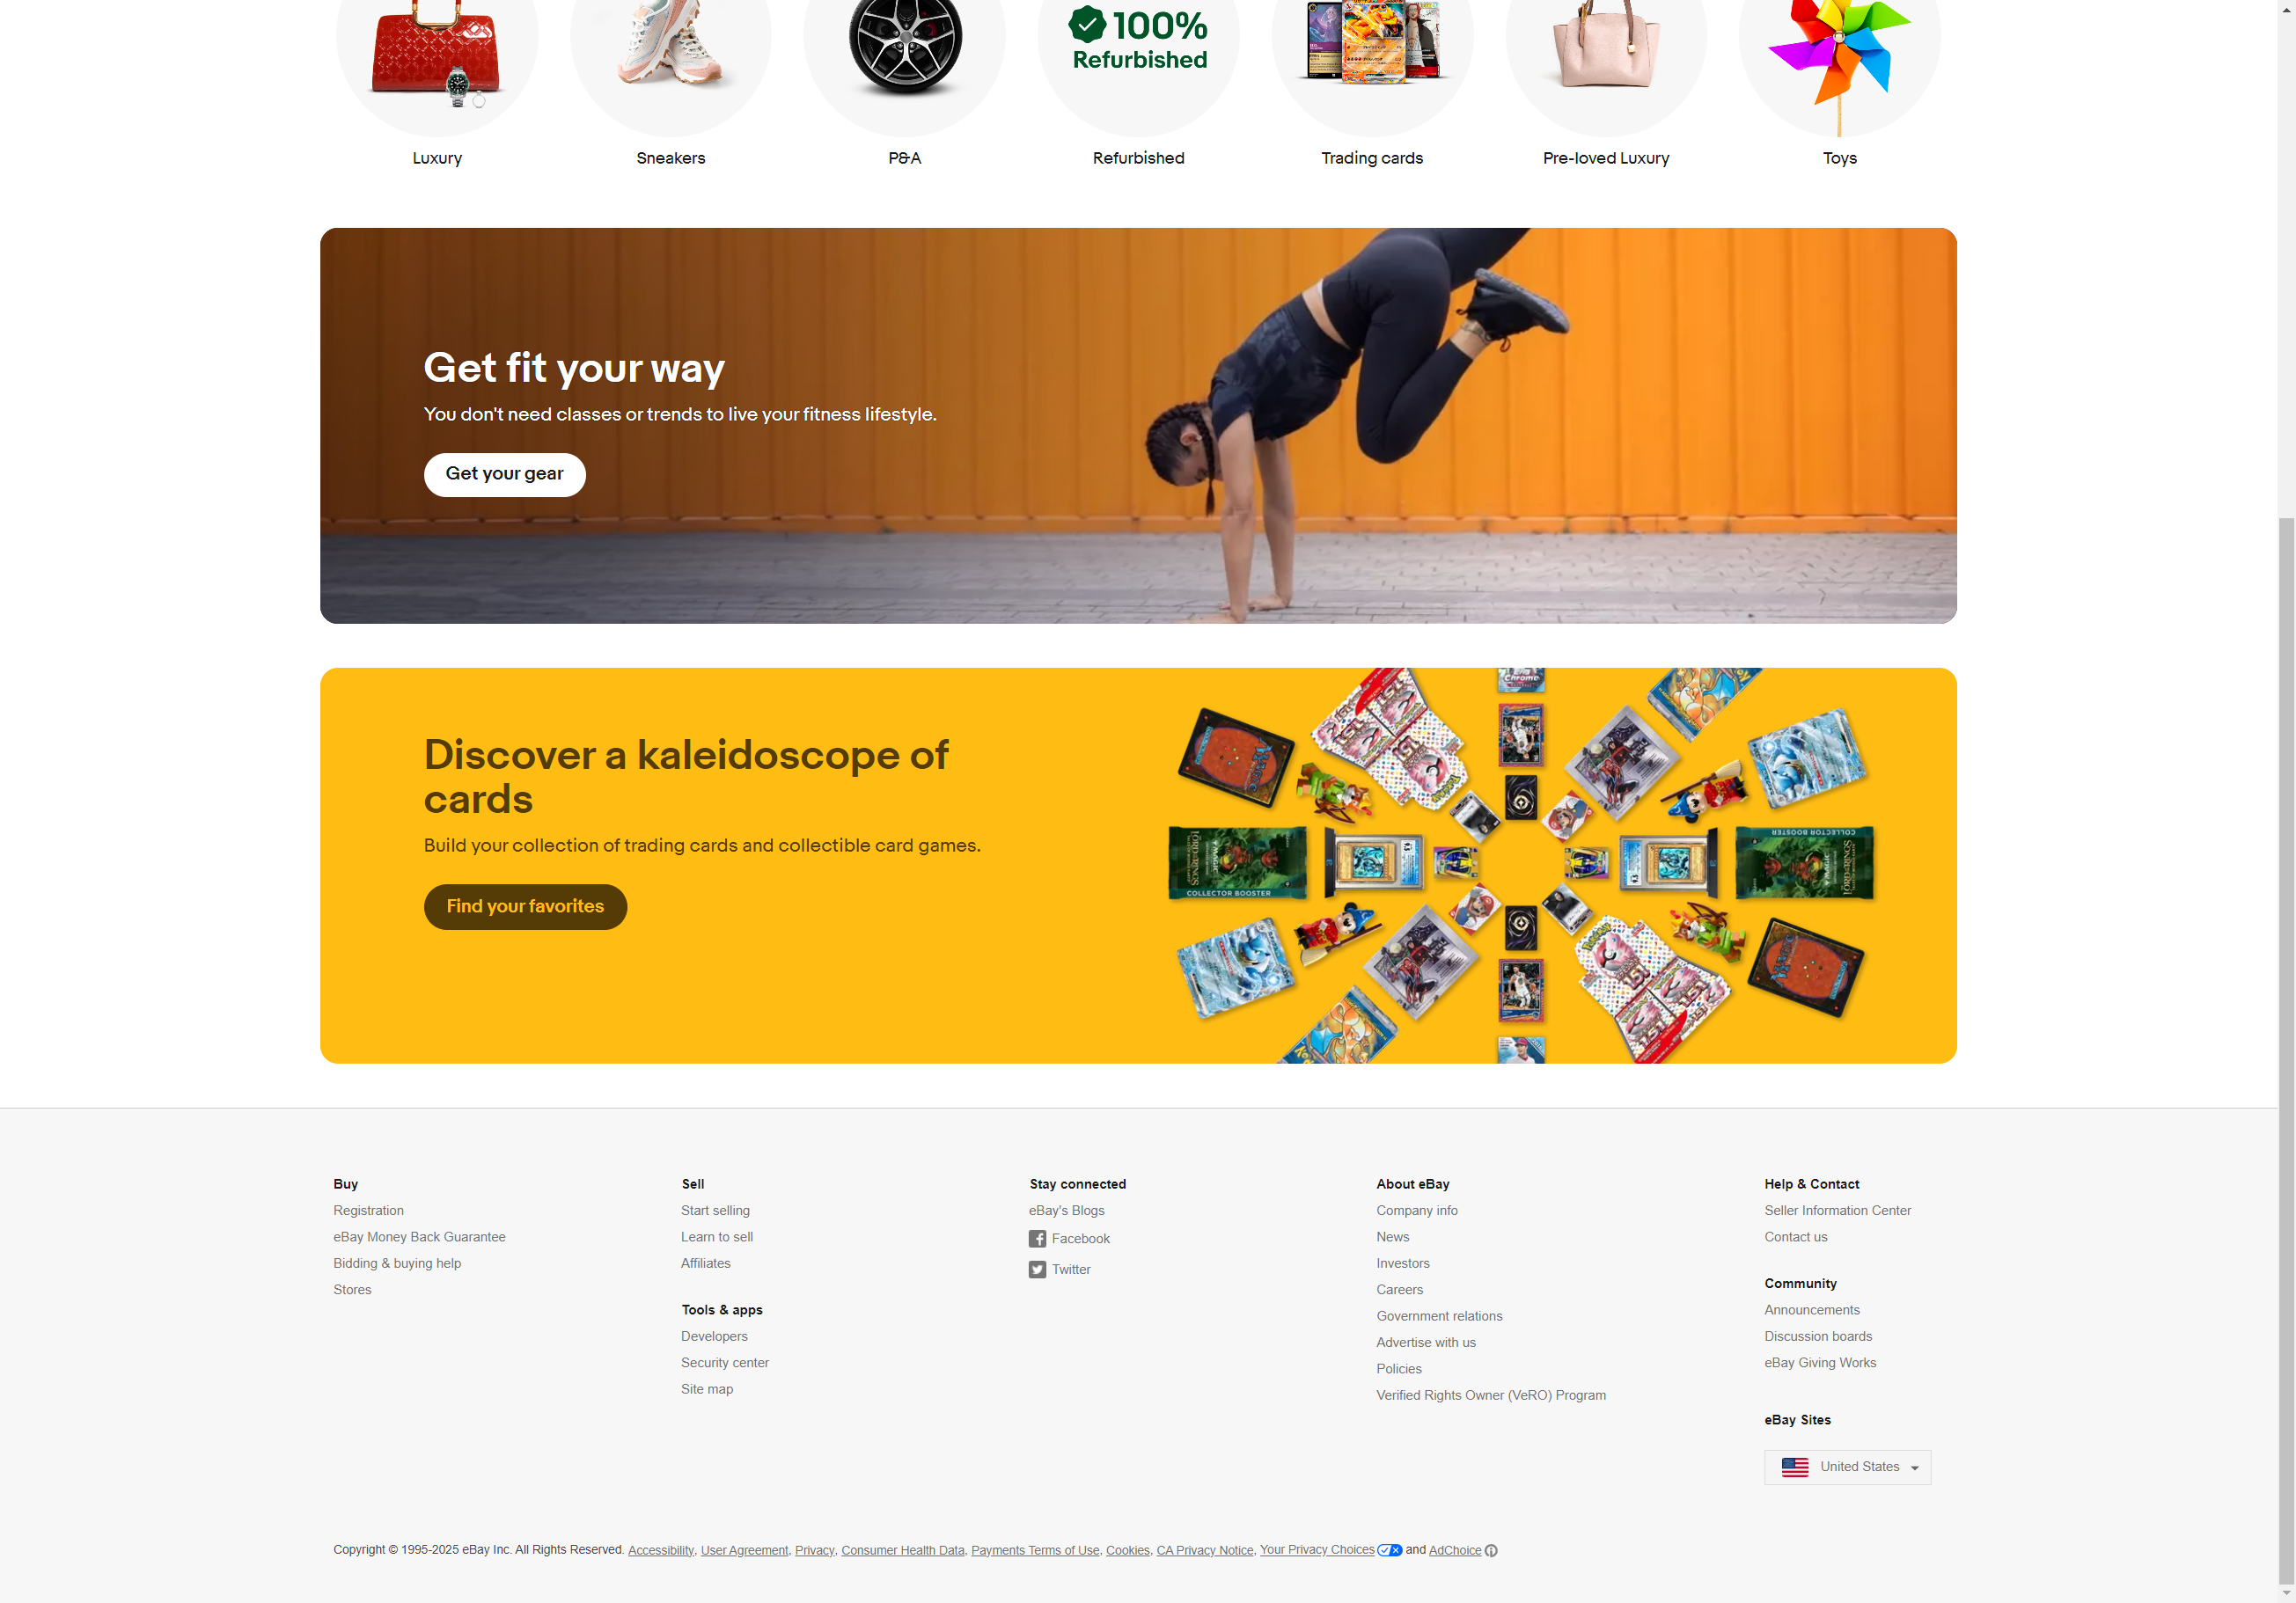 100%
Refurbished
Luxury
Sneakers
P&A
Refurbished
Trading cards
Pre-loved Luxury
Toys
Get fit your way
You don't need classes or trends to live your fitness lifestyle.
Get your gear
Discover a kaleidoscope of
cards
Build your collection of trading cards and collectible card games.
Find your favorites
Chrome
COLLECTOR BOOSTER
COLLECTOR BOOSTER
Buy
Registration
eBay Money Back Guarantee
Bidding & buying help
Stores
Sell
Start selling
Learn to sell
Affiliates
Tools & apps
Developers
Security center
Site map
Stay connected
eBay's Blogs
Facebook
Twitter
About eBay
Company info
News
Investors
Careers
Government relations
Advertise with us
Policies
Verified Rights Owner (VeRO) Program
Help & Contact
Seller Information Center
Contact us
Community
Announcements
Discussion boards
eBay Giving Works
eBay Sites
United States
Copyright © 1995-2025 eBay Inc. All Rights Reserved. Accessibility, User Agreement, Privacy, Consumer Health Data, Payments Terms of Use, Cookies, CA Privacy Notice, Your Privacy Choices and AdChoice